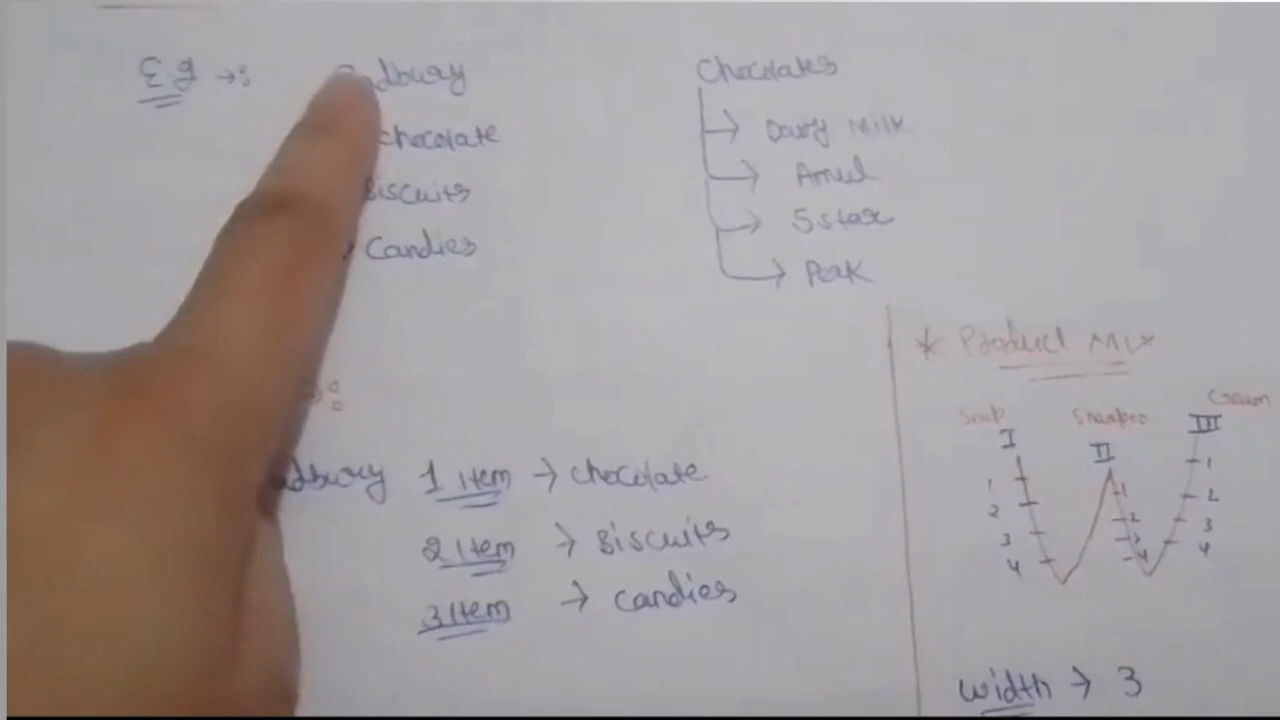 Eg →:
Cadbury
chocolate
Biscuits
Candies
Chocolates
→ Dairy Milk
→ Amul
→ 5 star
→ Perk
* Product Mix
Soap
I
1
2
3
4
Shampoo
II
1
2
3
4
Cream
III
1
2
3
4
adbury 1 item → chocolate
2 item → Biscuits
3 item → candies
width → 3